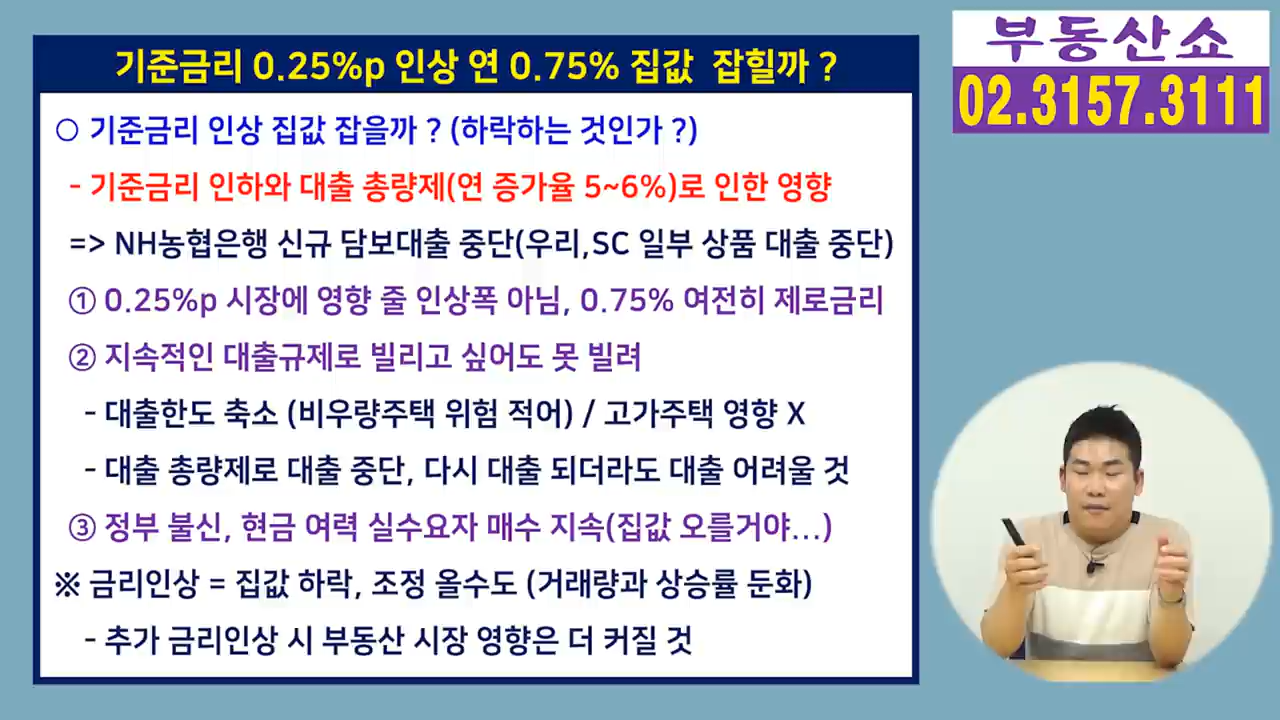 기준금리 0.25%p 인상 연 0.75% 집값 잡힐까 ?
부동산쇼
02.3157.3111
○ 기준금리 인상 집값 잡을까 ? (하락하는 것인가 ?)
- 기준금리 인하와 대출 총량제(연 증가율 5~6%)로 인한 영향
=> NH농협은행 신규 담보대출 중단(우리,SC 일부 상품 대출 중단)
① 0.25%p 시장에 영향 줄 인상폭 아님, 0.75% 여전히 제로금리
② 지속적인 대출규제로 빌리고 싶어도 못 빌려
- 대출한도 축소 (비우량주택 위험 적어) / 고가주택 영향 X
- 대출 총량제로 대출 중단, 다시 대출 되더라도 대출 어려울 것
③ 정부 불신, 현금 여력 실수요자 매수 지속(집값 오를거야...)
※ 금리인상 = 집값 하락, 조정 올수도 (거래량과 상승률 둔화)
- 추가 금리인상 시 부동산 시장 영향은 더 커질 것